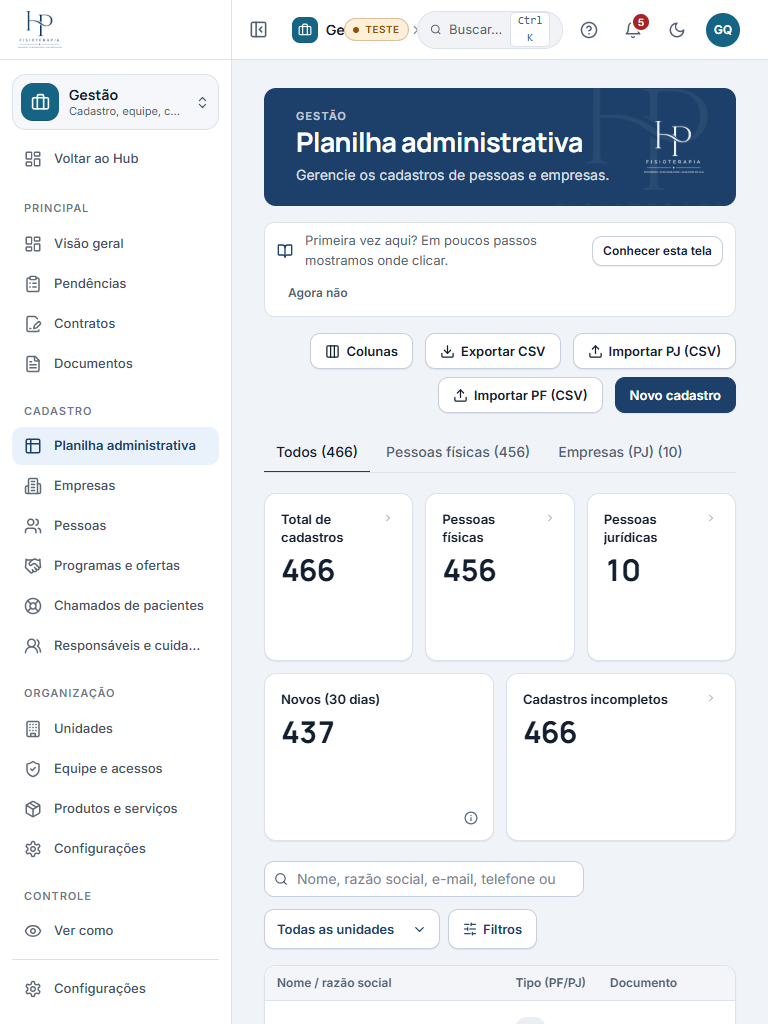 HP
FISIOTERAPIA
Gestão
Cadastro, equipe, c...
Voltar ao Hub
PRINCIPAL
Visão geral
Pendências
Contratos
Documentos
CADASTRO
Planilha administrativa
Empresas
Pessoas
Programas e ofertas
Chamados de pacientes
Responsáveis e cuida...
ORGANIZAÇÃO
Unidades
Equipe e acessos
Produtos e serviços
Configurações
CONTROLE
Ver como
Configurações
Ge
TESTE
Buscar...
Ctrl
K
5
GQ
GESTÃO
Planilha administrativa
Gerencie os cadastros de pessoas e empresas.
HP
FISIOTERAPIA
Primeira vez aqui? Em poucos passos
mostramos onde clicar.
Conhecer esta tela
Agora não
Colunas
Exportar CSV
Importar PJ (CSV)
Importar PF (CSV)
Novo cadastro
Todos (466)
Pessoas físicas (456)
Empresas (PJ) (10)
Total de
cadastros
466
Pessoas
físicas
456
Pessoas
jurídicas
10
Novos (30 dias)
437
Cadastros incompletos
466
Nome, razão social, e-mail, telefone ou
Todas as unidades
Filtros
Nome / razão social
Tipo (PF/PJ)
Documento